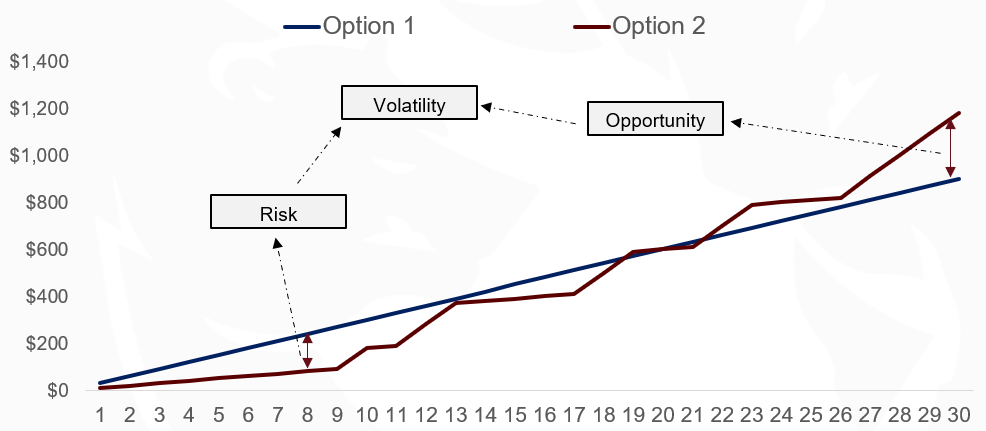 Option 1 Option 2
$1,400
$1,200
$1,000
$800
$600
$400
$200
$0
Volatility
Opportunity
Risk
1 2 3 4 5 6 7 8 9 10 11 12 13 14 15 16 17 18 19 20 21 22 23 24 25 26 27 28 29 30